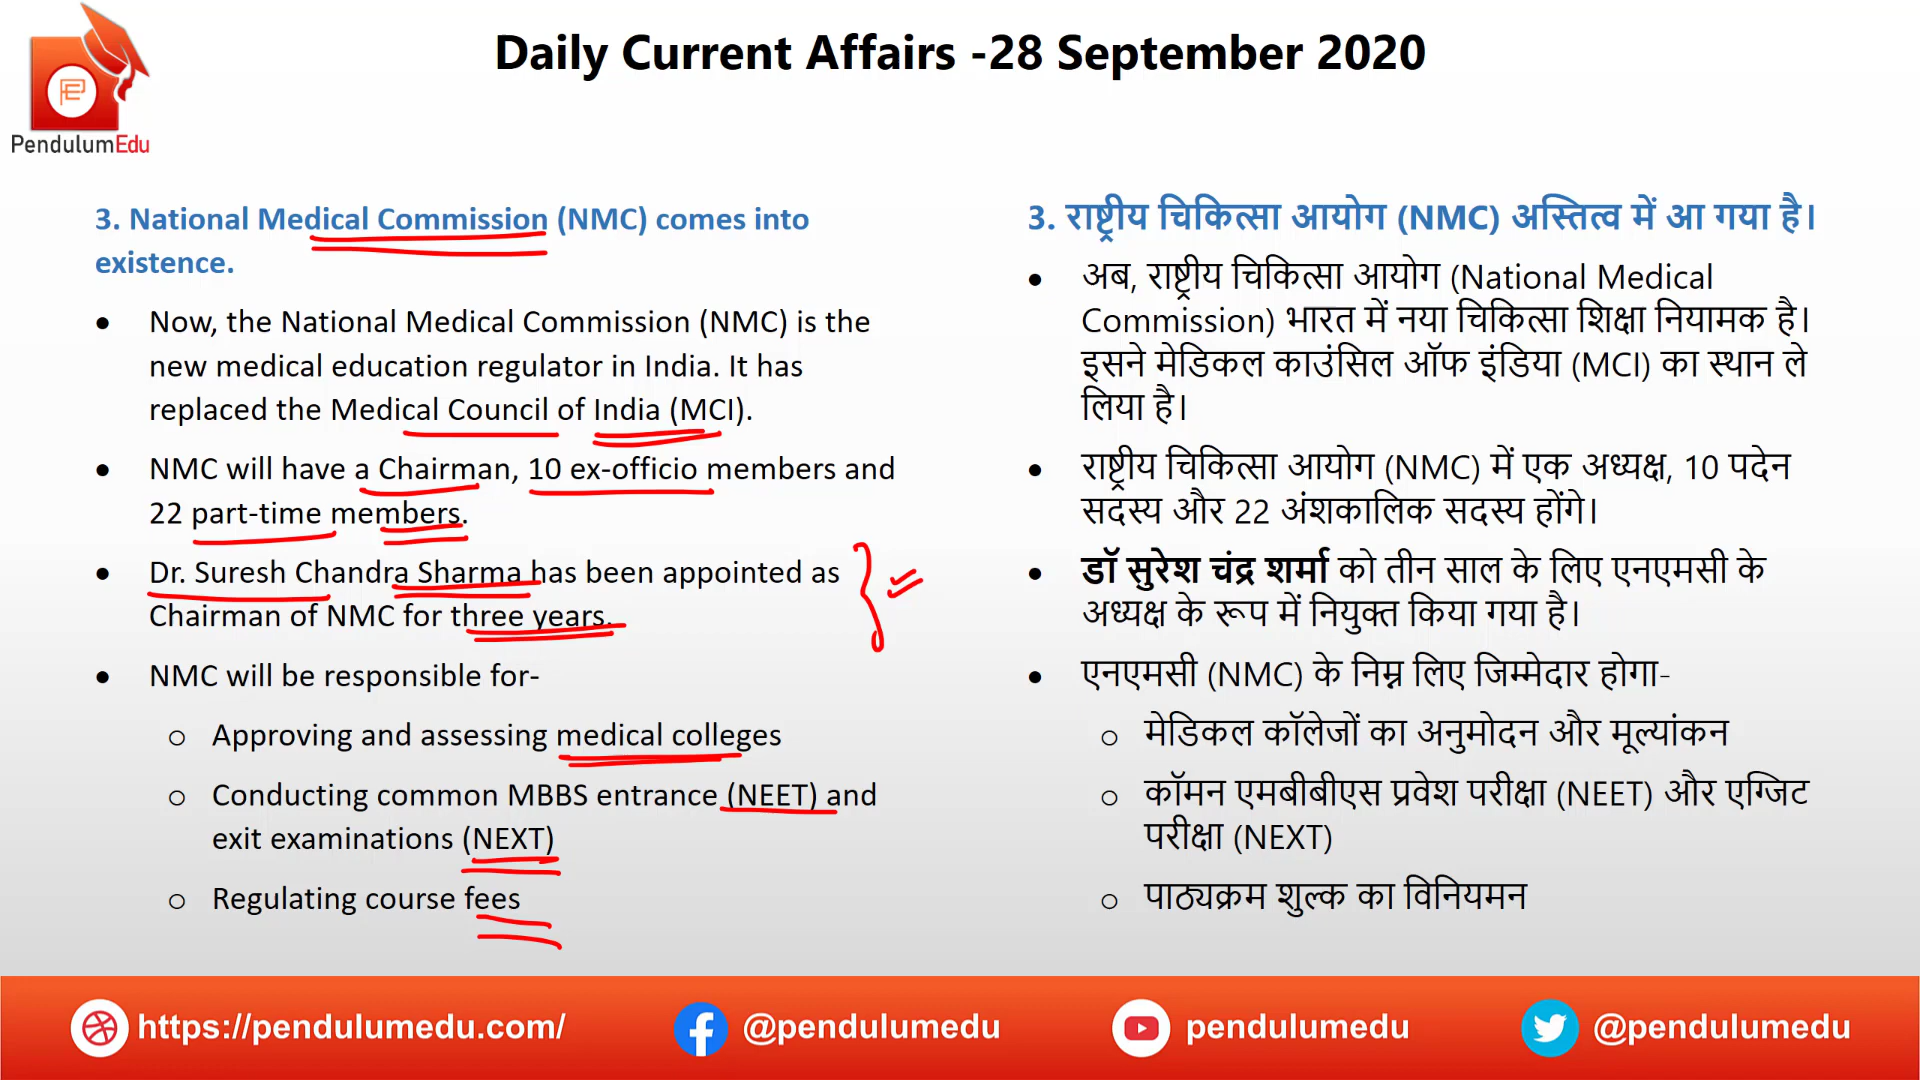 Daily Current Affairs -28 September 2020
PendulumEdu
3. National Medical Commission (NMC) comes into
existence.
• Now, the National Medical Commission (NMC) is the
new medical education regulator in India. It has
replaced the Medical Council of India (MCI).
• NMC will have a Chairman, 10 ex-officio members and
22 part-time members.
• Dr. Suresh Chandra Sharma has been appointed as
Chairman of NMC for three years.
• NMC will be responsible for-
o Approving and assessing medical colleges
o Conducting common MBBS entrance (NEET) and
exit examinations (NEXT)
o Regulating course fees
3. राष्ट्रीय चिकित्सा आयोग (NMC) अस्तित्व में आ गया है।
• अब, राष्ट्रीय चिकित्सा आयोग (National Medical
Commission) भारत में नया चिकित्सा शिक्षा नियामक है।
इसने मेडिकल काउंसिल ऑफ इंडिया (MCI) का स्थान ले
लिया है।
• राष्ट्रीय चिकित्सा आयोग (NMC) में एक अध्यक्ष, 10 पदेन
सदस्य और 22 अंशकालिक सदस्य होंगे।
• डॉ सुरेश चंद्र शर्मा को तीन साल के लिए एनएमसी के
अध्यक्ष के रूप में नियुक्त किया गया है।
• एनएमसी (NMC) के निम्न लिए जिम्मेदार होगा-
o मेडिकल कॉलेजों का अनुमोदन और मूल्यांकन
o कॉमन एमबीबीएस प्रवेश परीक्षा (NEET) और एग्जिट
परीक्षा (NEXT)
o पाठ्यक्रम शुल्क का विनियमन
https://pendulumedu.com/
@pendulumedu
pendulumedu
@pendulumedu